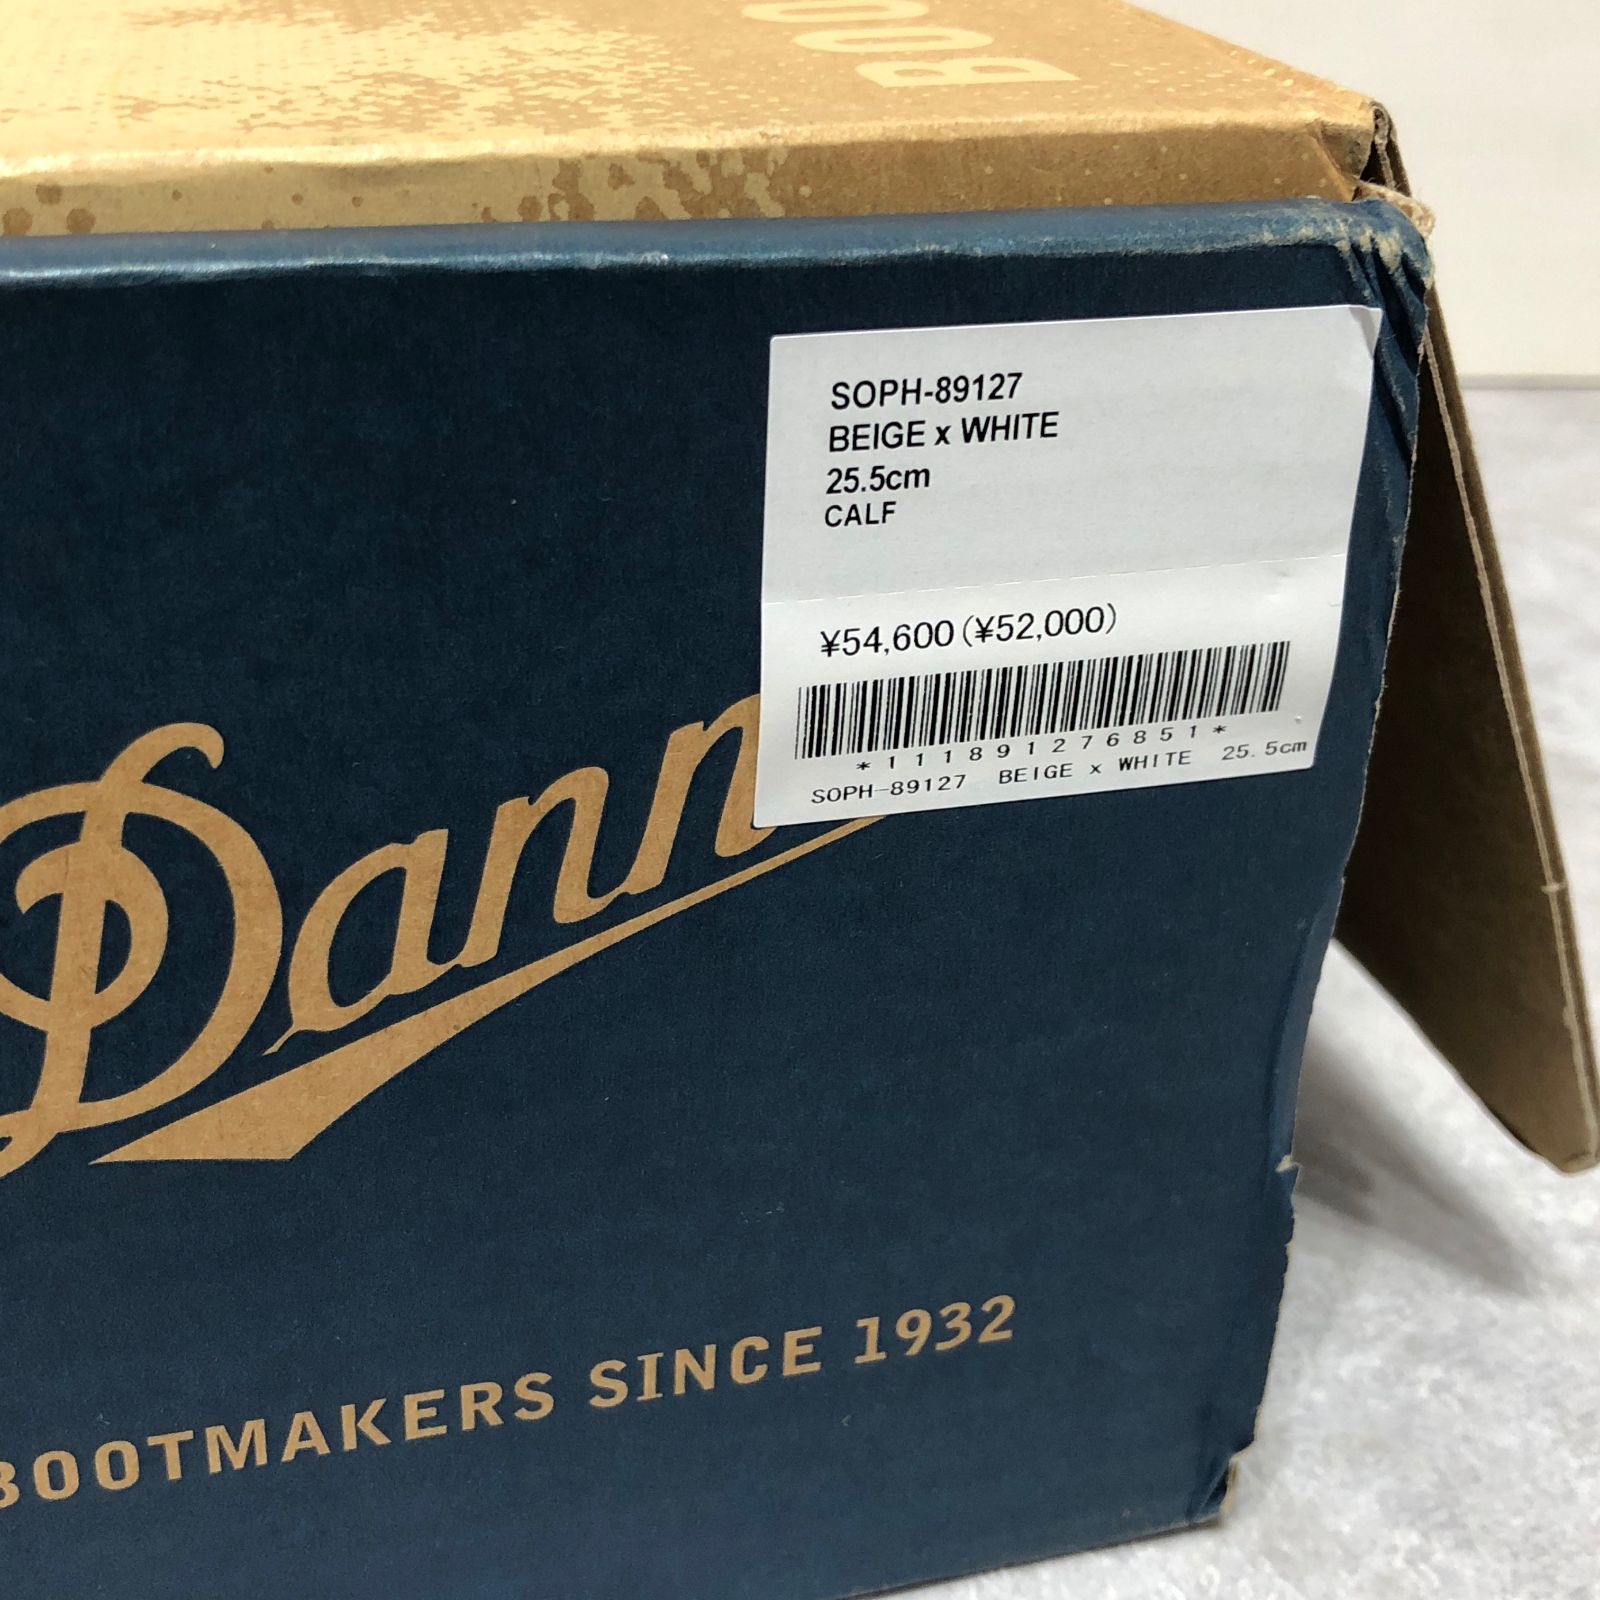 BOO
SOPH-89127
BEIGE x WHITE
25.5cm
CALF
¥54,600(¥52,000)
*111891276851*
SOPH-89127 BEIGE x WHITE 25.5cm
Dann
BOOTMAKERS SINCE 1932